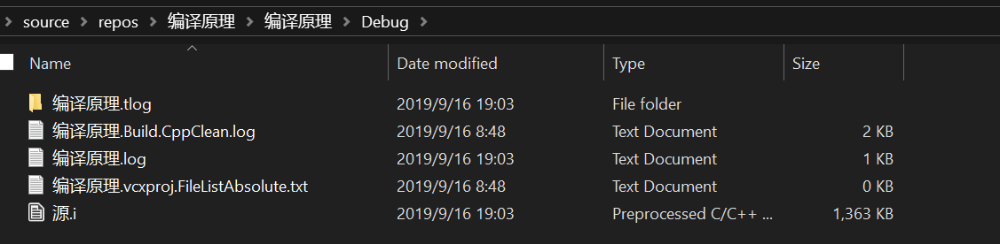 source repos 编译原理 编译原理 Debug
Name Date modified Type Size
编译原理.tlog 2019/9/16 19:03 File folder
编译原理.Build.CppClean.log 2019/9/16 8:48 Text Document 2 KB
编译原理.log 2019/9/16 19:03 Text Document 1 KB
编译原理.vcxproj.FileListAbsolute.txt 2019/9/16 8:48 Text Document 0 KB
源.i 2019/9/16 19:03 Preprocessed C/C++ ... 1,363 KB